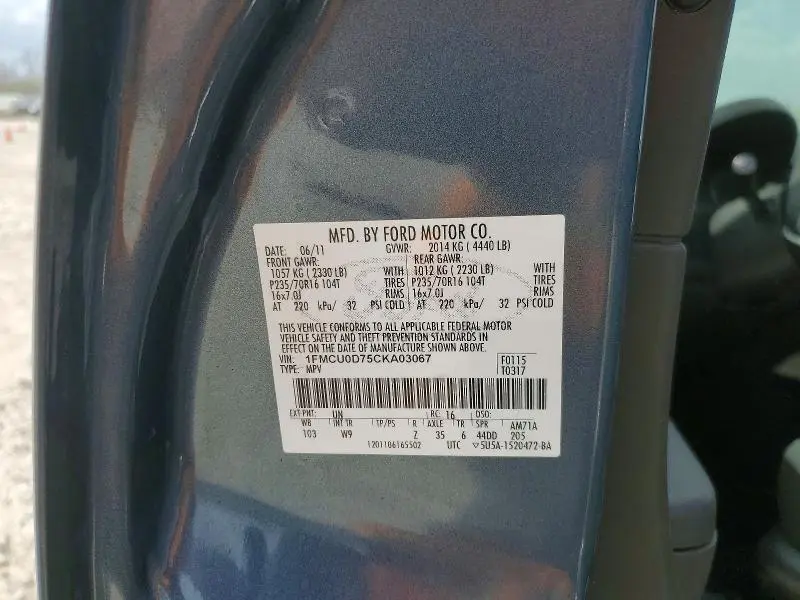 MFD. BY FORD MOTOR CO.
DATE: 06/11 GVWR: 2014 KG ( 4440 LB)
FRONT GAWR: REAR GAWR:
1057 KG ( 2330 LB) WITH 1012 KG ( 2230 LB) WITH
P235/70R16 104T TIRES P235/70R16 104T TIRES
16x7.0J RIMS 16x7.0J RIMS
AT 220 kPa/ 32 PSI COLD AT 220 kPa/ 32 PSI COLD
THIS VEHICLE CONFORMS TO ALL APPLICABLE FEDERAL MOTOR
VEHICLE SAFETY AND THEFT PREVENTION STANDARDS IN
EFFECT ON THE DATE OF MANUFACTURE SHOWN ABOVE.
VIN: 1FMCU0D75CKA03067 F0115
TYPE: MPV T0317
EXT PNT: UN RC: 16 DSO:
WB INT TR TP/PS R AXLE TR SPR AM71A
103 W9 Z 35 6 44DD 205
1201106165502 UTC 5U5A-1520472-BA